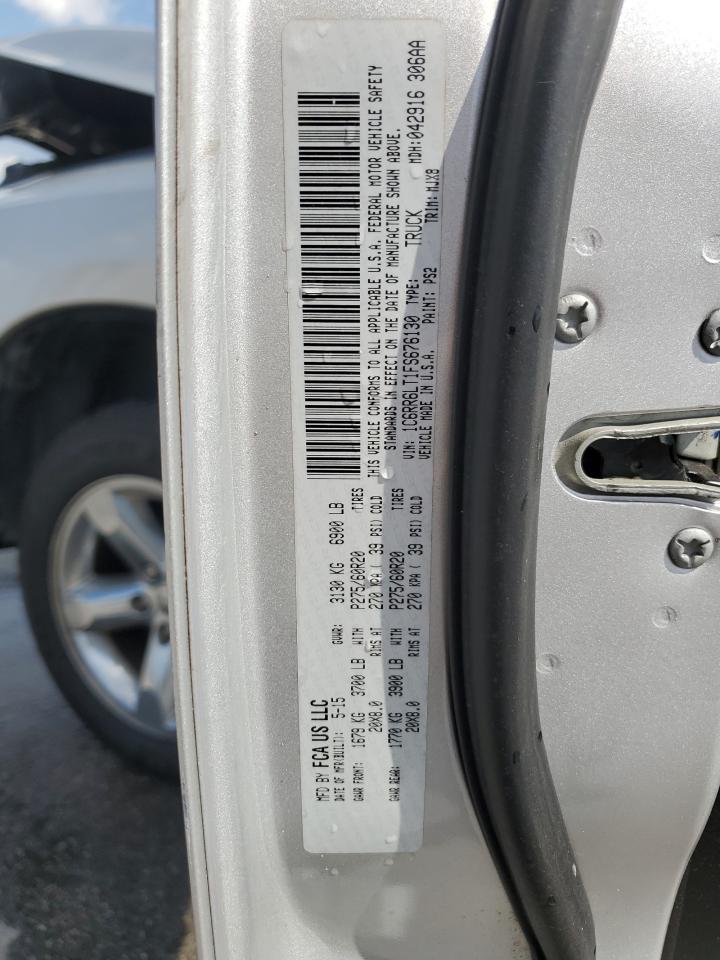 MFD BY FCA US LLC
DATE OF MFR(BUILT): 5-15 GVWR: 3130 KG 6900 LB
GAWR FRONT: 1679 KG 3700 LB WITH P275/60R20 TIRES
20X8.0 RIMS AT 270 KPA ( 39 PSI) COLD
GAWR REAR: 1770 KG 3900 LB WITH P275/60R20 TIRES
20X8.0 RIMS AT 270 KPA ( 39 PSI) COLD
THIS VEHICLE CONFORMS TO ALL APPLICABLE U.S.A. FEDERAL MOTOR VEHICLE SAFETY
STANDARDS IN EFFECT ON THE DATE OF MANUFACTURE SHOWN ABOVE.
VIN: 1C6RR6LT1FS676130 TYPE: TRUCK MDH:042916 306AA
VEHICLE MADE IN U.S.A. PAINT: PS2 TRIM: MJX8